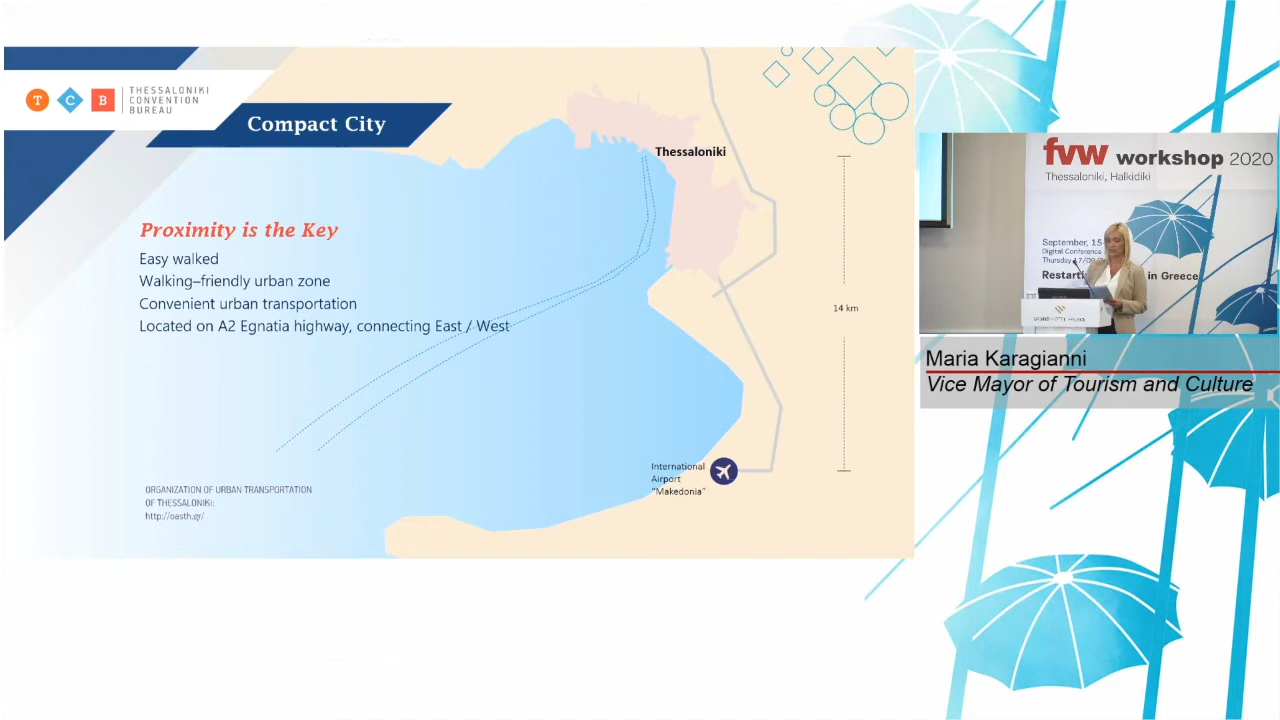 T C B
THESSALONIKI
CONVENTION
BUREAU
Compact City
Thessaloniki
Proximity is the Key
Easy walked
Walking–friendly urban zone
Convenient urban transportation
Located on A2 Egnatia highway, connecting East / West
14 km
International
Airport
"Makedonia"
ORGANIZATION OF URBAN TRANSPORTATION
OF THESSALONIKI:
http://oasth.gr/
fvw workshop 2020
Thessaloniki, Halkidiki
September, 15
Digital Conference
Thursday
in Greece
Maria Karagianni
Vice Mayor of Tourism and Culture